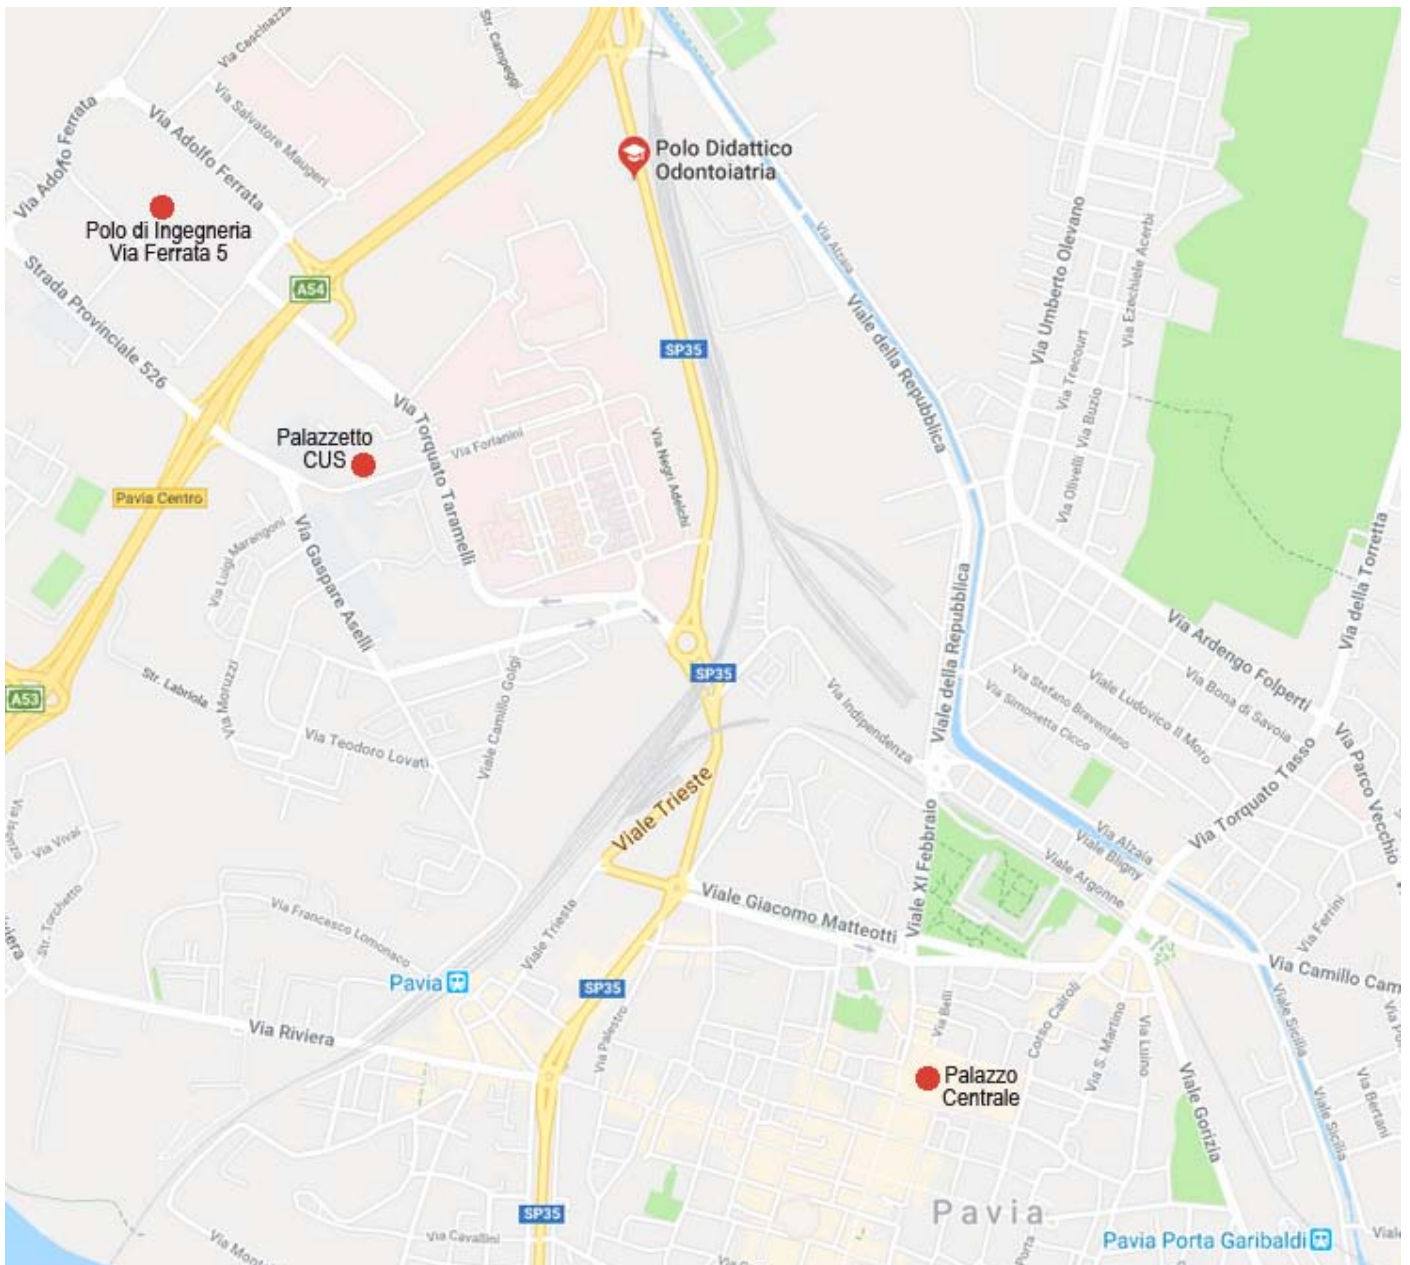 Via Cascinazza
Str. Campeggi
Via Adolfo Ferrata
Via Adolfo Ferrata
Via Salvatore Maugeri
Polo Didattico
Odontoiatria
Polo di Ingegneria
Via Ferrata 5
Via Umberto Olevano
Via Ezechiele Acerbi
Via Alzaia
Strada Provinciale 526
A54
Viale della Repubblica
SP35
Via Trecourt
Via Buzio
Via Olivelli
Via Torquato Taramelli
Via Forlanini
Via Negri Adelchi
Palazzetto
CUS
Pavia Centro
Via Luigi Marangoni
Via Gaspare Aselli
Via della Torretta
Viale della Repubblica
Via Ardengo Folperti
A53
Str. Labriola
Via Moruzzi
Viale Camillo Golgi
SP35
Via Indipendenza
Via Stefano Breventano
Via Simonetta Cicco
Viale Ludovico Il Moro
Via Bona di Savoia
Via Teodoro Lovati
Via Parco Vecchio
Via Torquato Tasso
Via Isonzo
Via Vivai
Viale Trieste
Viale XI Febbraio
Via Alzaia
Viale Bligny
Viale Argonne
Str. Torchetto
Via Francesco Lomonaco
Viale Trieste
Viale Giacomo Matteotti
Via Ferrini
iviera
Pavia
SP35
Via Camillo Cam
Viale Sicilia
Via Riviera
Via Palestro
Via Belli
Corso Cairoli
Via S. Martino
Via Luino
Palazzo
Centrale
Viale Gorizia
Via Bertani
Viale Sicilia
SP35
Via Cavallini
Pavia
Pavia Porta Garibaldi
Porta
Viale